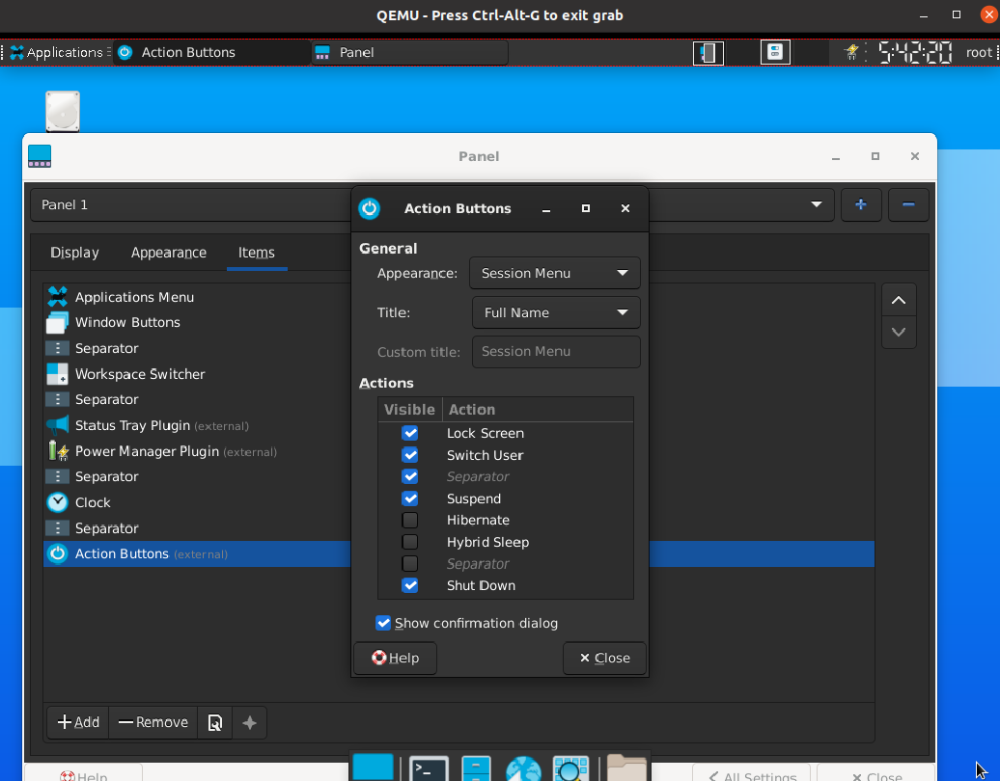 QEMU - Press Ctrl-Alt-G to exit grab
Applications
Action Buttons
Panel
5:42:20
root
Panel
Panel 1
Display
Appearance
Items
Applications Menu
Window Buttons
Separator
Workspace Switcher
Separator
Status Tray Plugin (external)
Power Manager Plugin (external)
Separator
Clock
Separator
Action Buttons (external)
Add
Remove
Action Buttons
General
Appearance: Session Menu
Title: Full Name
Custom title: Session Menu
Actions
Visible Action
Lock Screen
Switch User
Separator
Suspend
Hibernate
Hybrid Sleep
Separator
Shut Down
Show confirmation dialog
Help
Close
Help
All Settings
Close